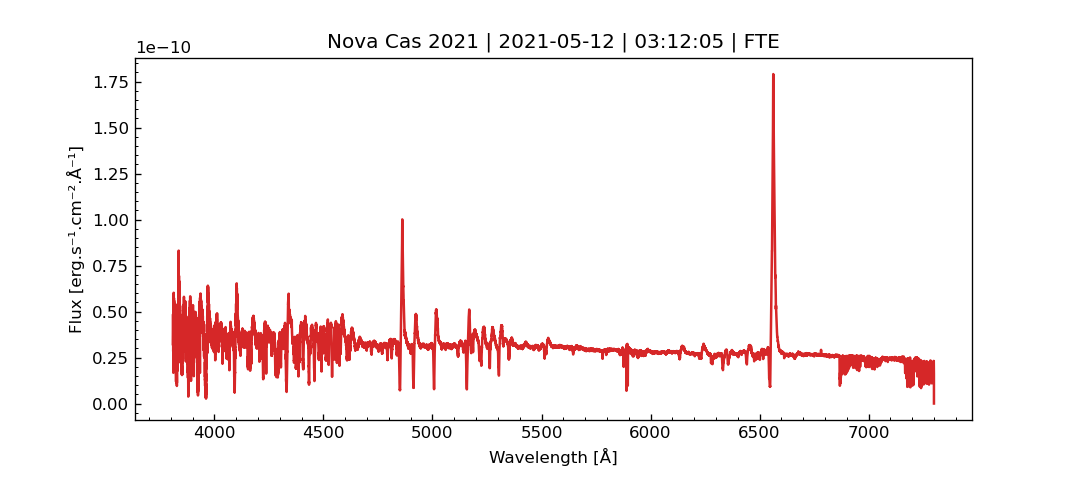 Nova Cas 2021 | 2021-05-12 | 03:12:05 | FTE
1e−10
1.75
1.50
1.25
1.00
0.75
0.50
0.25
0.00
Flux [erg.s⁻¹.cm⁻².Å⁻¹]
4000 4500 5000 5500 6000 6500 7000
Wavelength [Å]